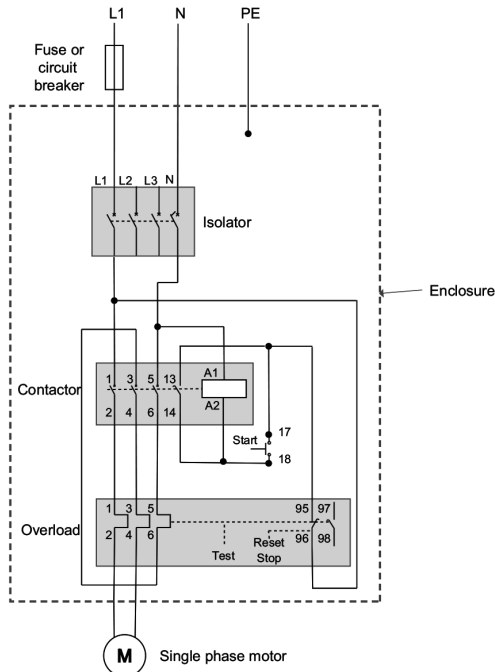 L1 N PE
Fuse or
circuit
breaker
L1 L2 L3 N
Isolator
Enclosure
1 3 5 13 A1
Contactor
2 4 6 14 A2
Start 17
18
1 3 5 95 97
Overload
2 4 6 96 98
Test Reset
Stop
M Single phase motor